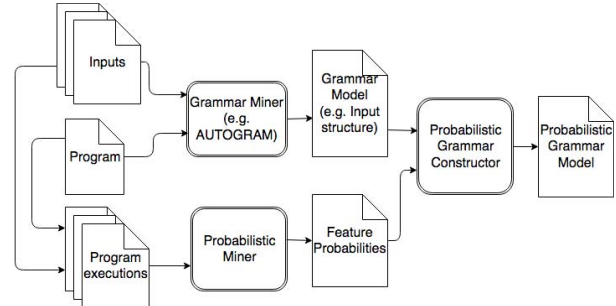 Inputs
Grammar Miner
(e.g.
AUTOGRAM)
Grammar
Model
(e.g. Input
structure)
Program
Probabilistic
Grammar
Constructor
Probabilistic
Grammar
Model
Program
executions
Probabilistic
Miner
Feature
Probabilities